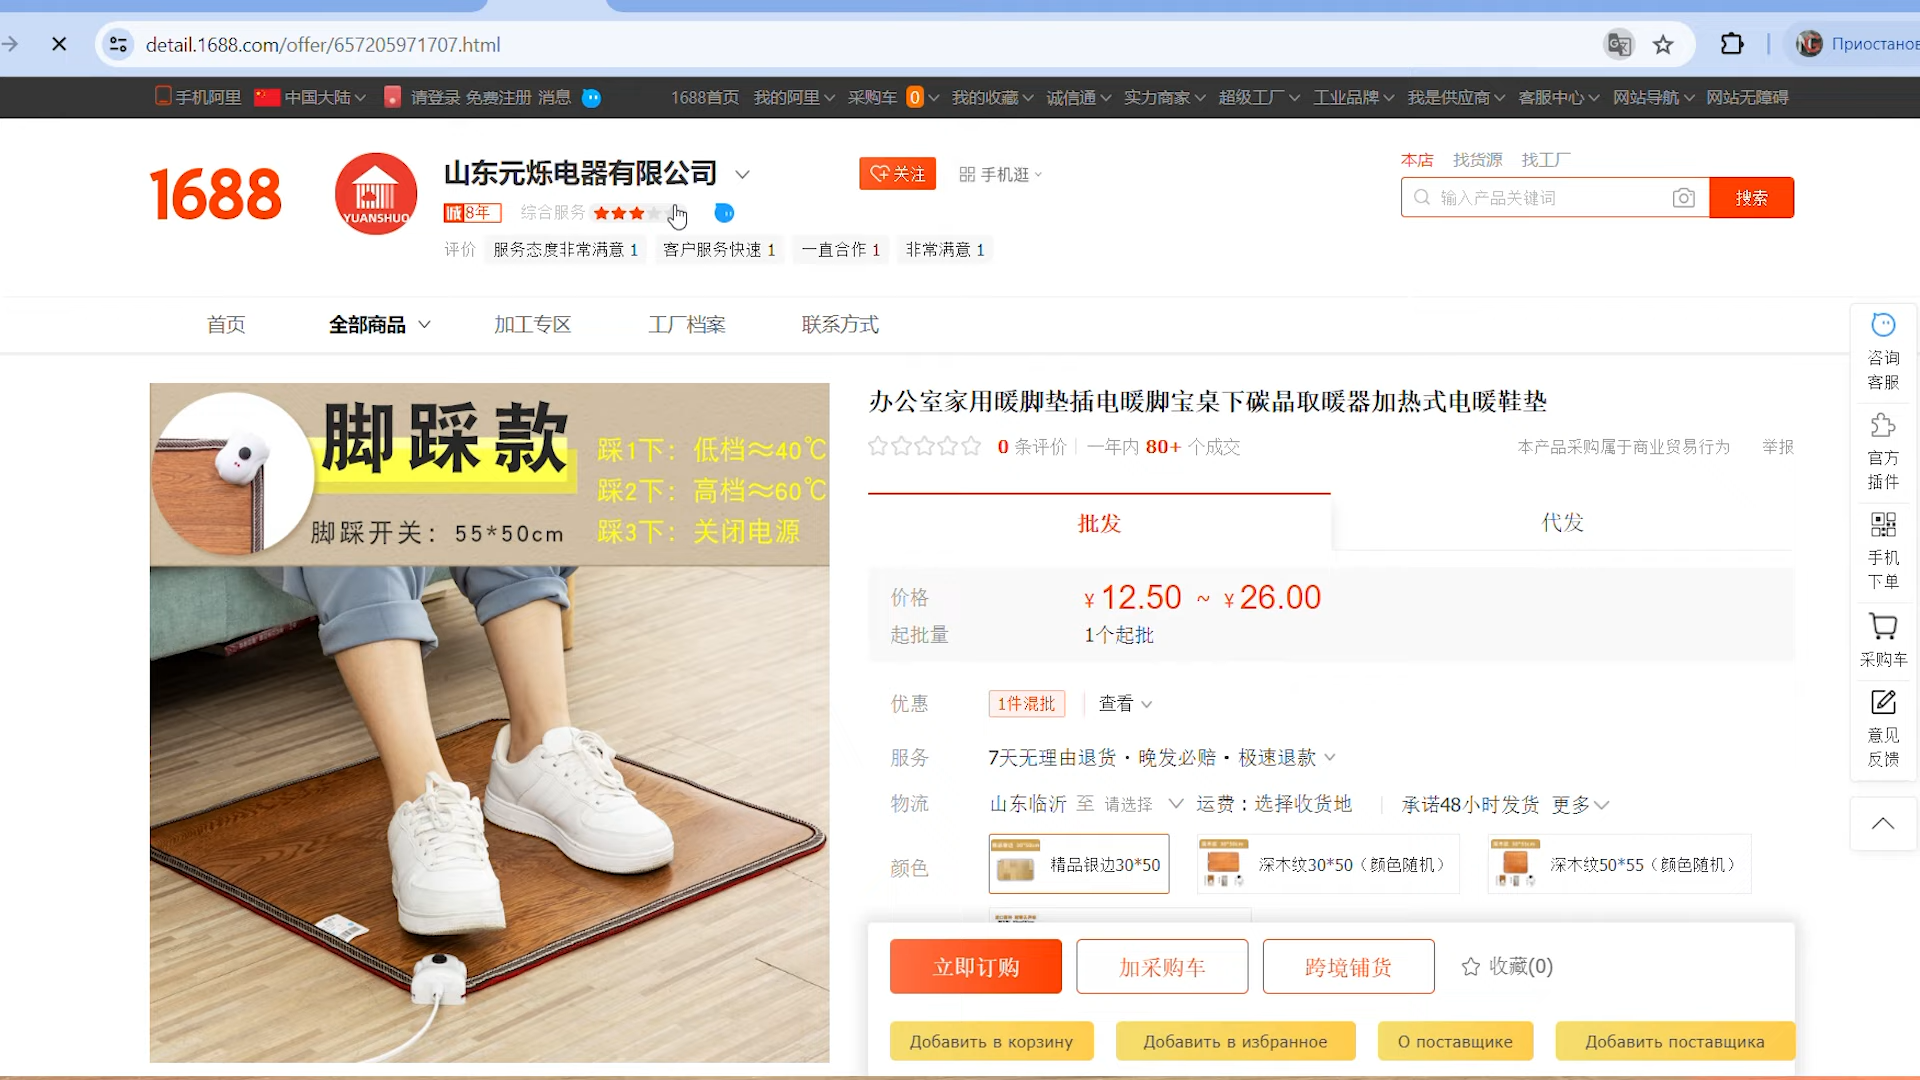 detail.1688.com/offer/657205971707.html
Приостанов
手机阿里 中国大陆 请登录 免费注册 消息 1688首页 我的阿里 采购车 0 我的收藏 诚信通 实力商家 超级工厂 工业品牌 我是供应商 客服中心 网站导航 网站无障碍
1688
YUANSHUO
山东元烁电器有限公司
关注
手机逛
本店 找货源 找工厂
输入产品关键词
搜索
诚 8年 综合服务
评价 服务态度非常满意 1 客户服务快速 1 一直合作 1 非常满意 1
首页 全部商品 加工专区 工厂档案 联系方式
脚踩款
脚踩开关：55*50cm
踩1下：低档≈40℃
踩2下：高档≈60℃
踩3下：关闭电源
办公室家用暖脚垫插电暖脚宝桌下碳晶取暖器加热式电暖鞋垫
0 条评价 一年内 80+ 个成交 本产品采购属于商业贸易行为 举报
批发 代发
价格 ¥ 12.50 ~ ¥ 26.00
起批量 1个起批
优惠 1件混批 查看
服务 7天无理由退货 · 晚发必赔 · 极速退款
物流 山东临沂 至 请选择 运费：选择收货地 承诺48小时发货 更多
颜色 精品银边30*50 深木纹30*50（颜色随机） 深木纹50*55（颜色随机）
立即订购 加采购车 跨境铺货 收藏(0)
Добавить в корзину Добавить в избранное О поставщике Добавить поставщика
咨询
客服
官方
插件
手机
下单
采购车
意见
反馈